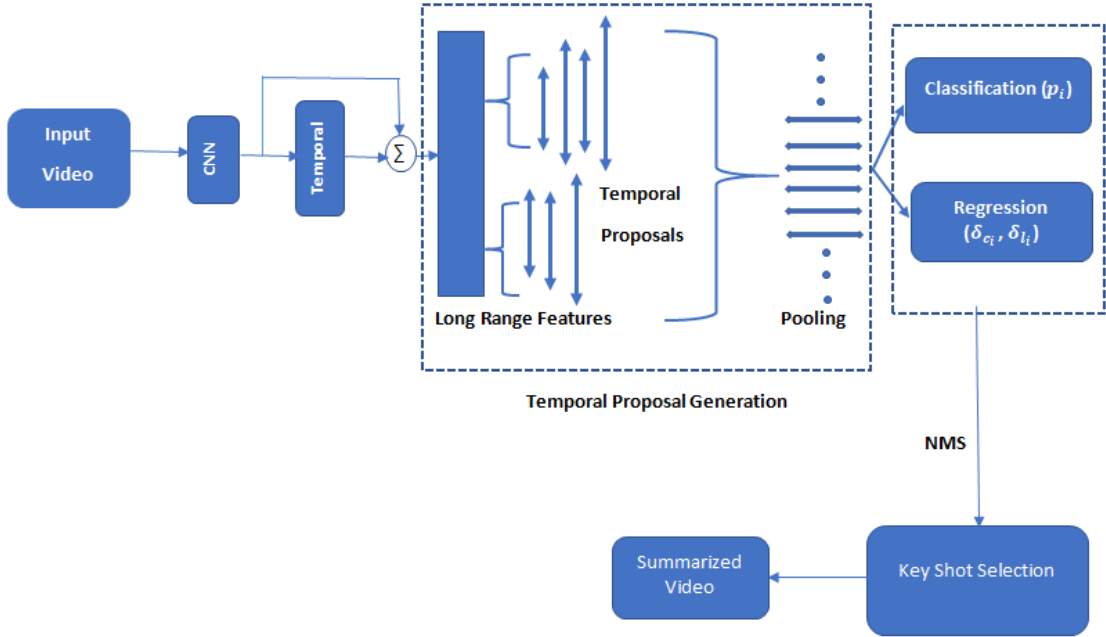 Input
Video
CNN
Temporal
Σ
Temporal
Proposals
Long Range Features
Pooling
Temporal Proposal Generation
Classification (𝒑ᵢ)
Regression
(𝜹_{c_i} , 𝜹_{l_i})
NMS
Key Shot Selection
Summarized
Video